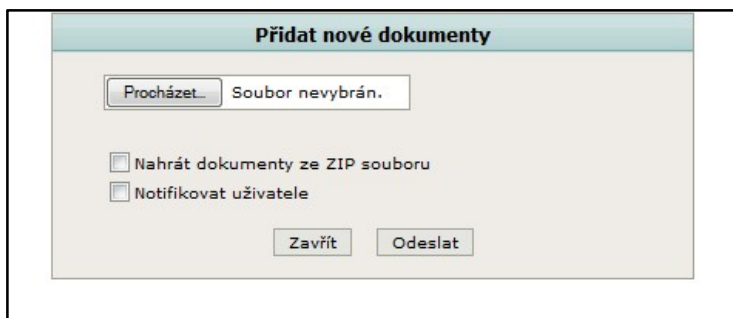 Přidat nové dokumenty
Procházet... Soubor nevybrán.
Nahrát dokumenty ze ZIP souboru
Notifikovat uživatele
Zavřít Odeslat